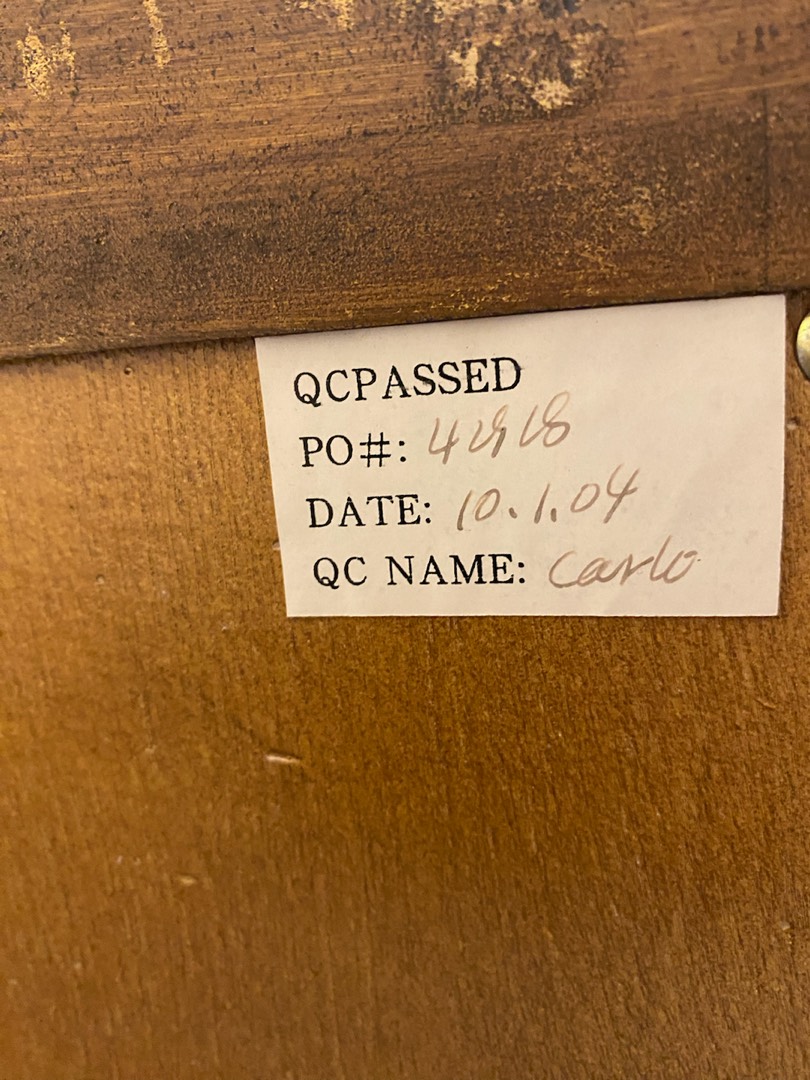 QCPASSED
PO#:
DATE: 10.1.04
QC NAME: Carlo